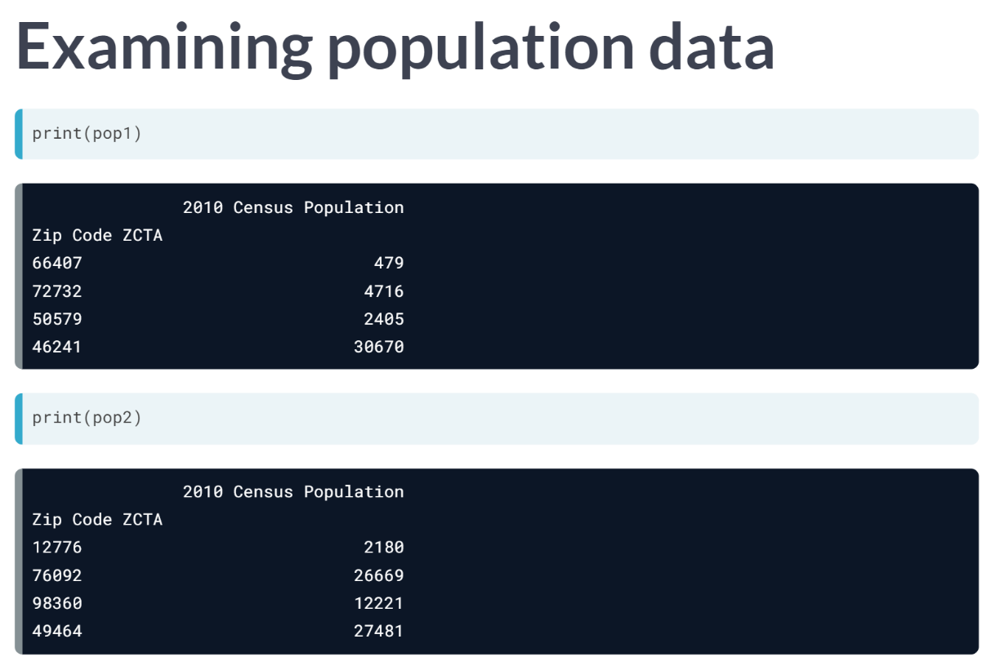 Examining population data
print(pop1)
2010 Census Population
Zip Code ZCTA
66407 479
72732 4716
50579 2405
46241 30670
print(pop2)
2010 Census Population
Zip Code ZCTA
12776 2180
76092 26669
98360 12221
49464 27481